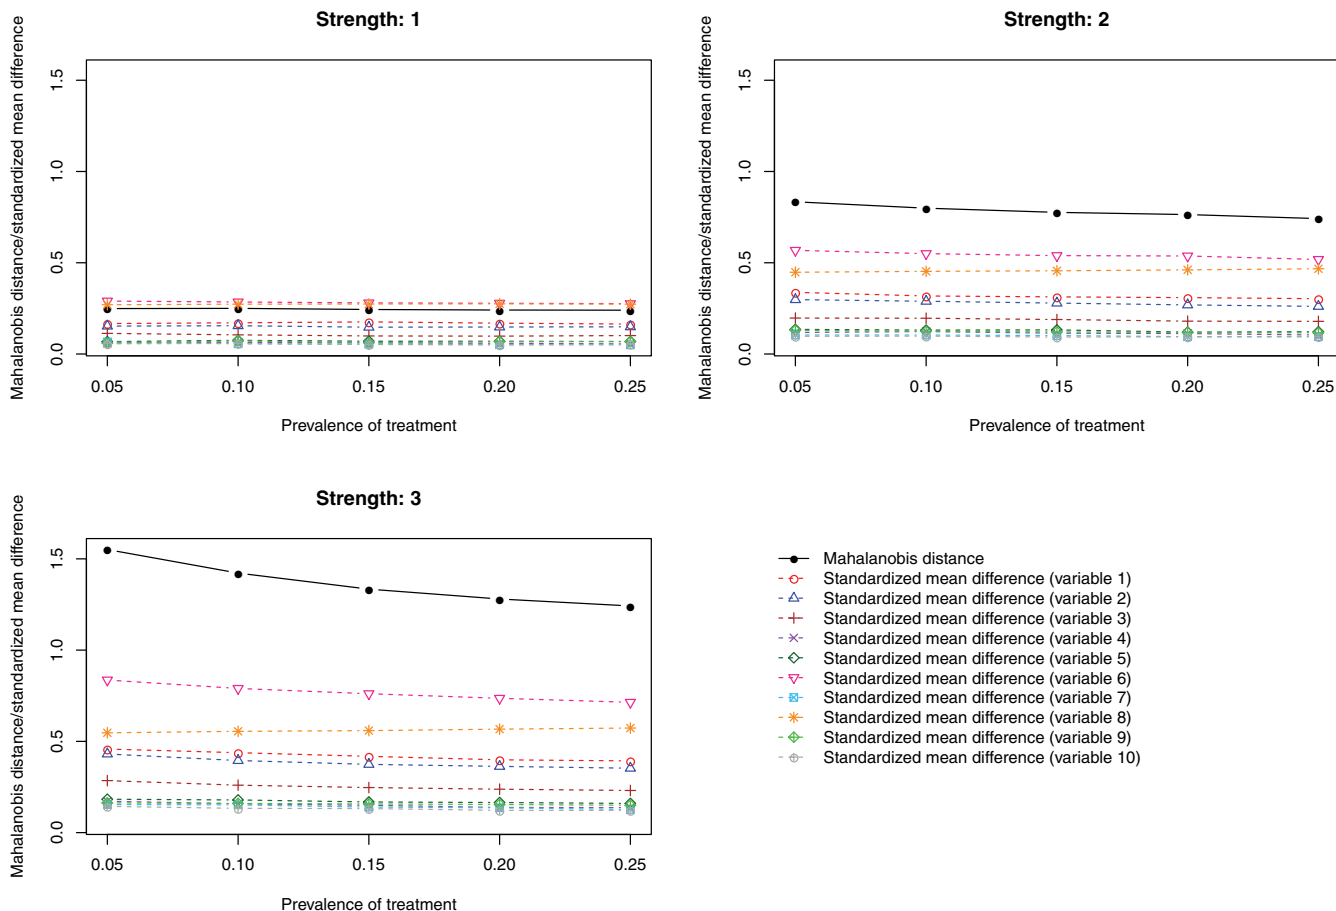 Strength: 1
Mahalanobis distance/standardized mean difference
1.5
1.0
0.5
0.0
0.05 0.10 0.15 0.20 0.25
Prevalence of treatment
Strength: 2
Mahalanobis distance/standardized mean difference
1.5
1.0
0.5
0.0
0.05 0.10 0.15 0.20 0.25
Prevalence of treatment
Strength: 3
Mahalanobis distance/standardized mean difference
1.5
1.0
0.5
0.0
0.05 0.10 0.15 0.20 0.25
Prevalence of treatment
Mahalanobis distance
Standardized mean difference (variable 1)
Standardized mean difference (variable 2)
Standardized mean difference (variable 3)
Standardized mean difference (variable 4)
Standardized mean difference (variable 5)
Standardized mean difference (variable 6)
Standardized mean difference (variable 7)
Standardized mean difference (variable 8)
Standardized mean difference (variable 9)
Standardized mean difference (variable 10)